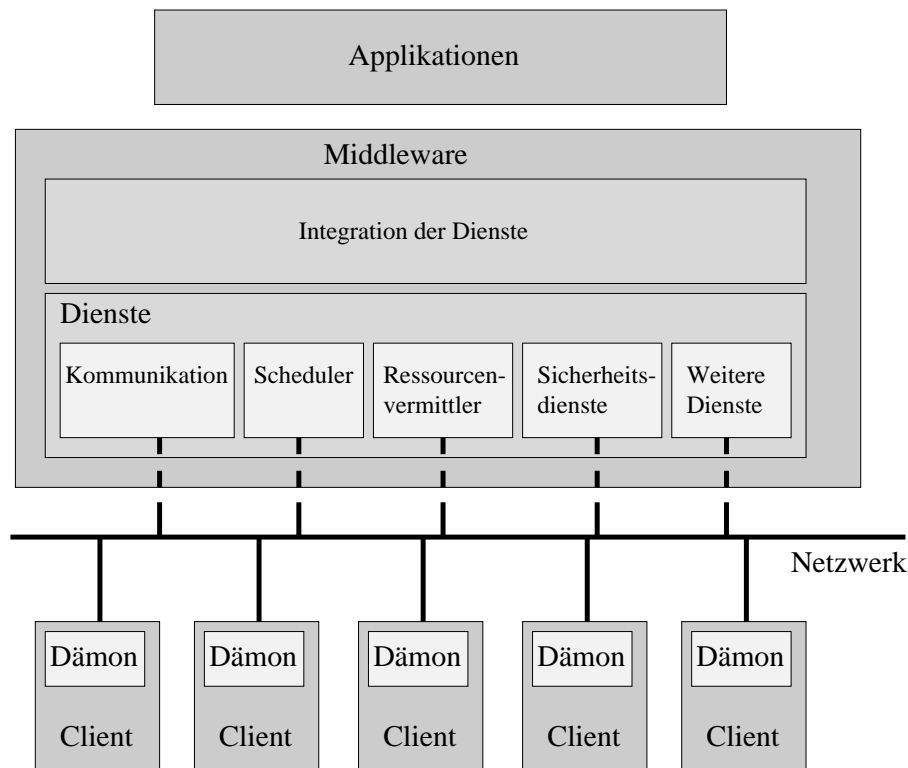 Applikationen
Middleware
Integration der Dienste
Dienste
Kommunikation
Scheduler
Ressourcen-
vermittler
Sicherheits-
dienste
Weitere
Dienste
Netzwerk
Dämon
Dämon
Dämon
Dämon
Dämon
Client
Client
Client
Client
Client